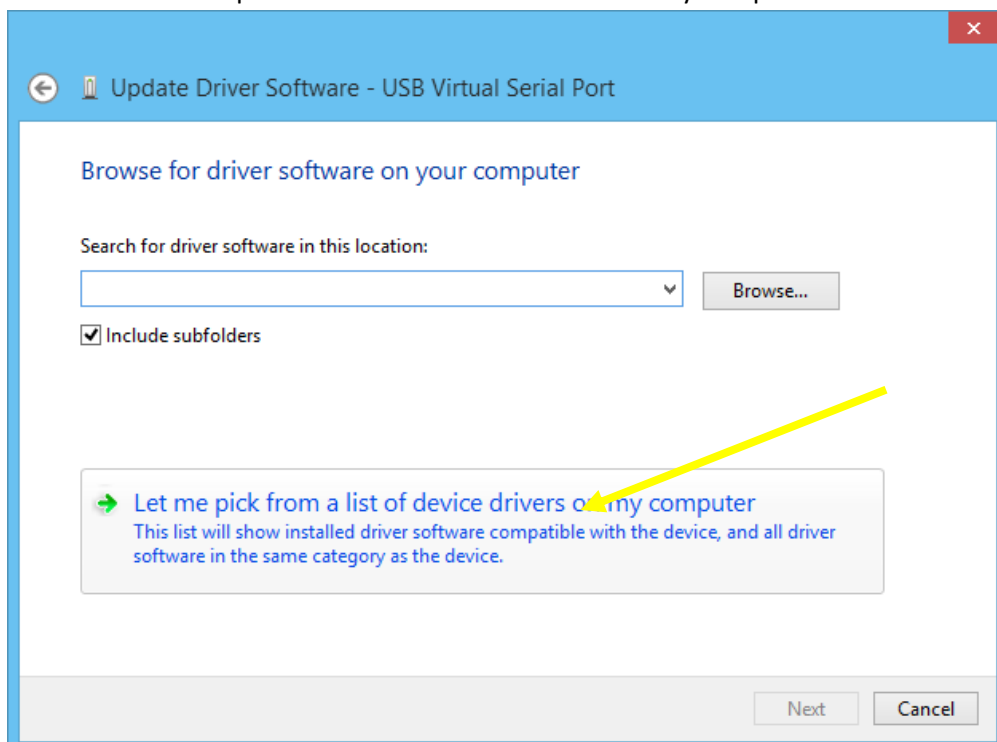 Update Driver Software - USB Virtual Serial Port
Browse for driver software on your computer
Search for driver software in this location:
Browse...
Include subfolders
Let me pick from a list of device drivers on my computer
This list will show installed driver software compatible with the device, and all driver
software in the same category as the device.
Next
Cancel